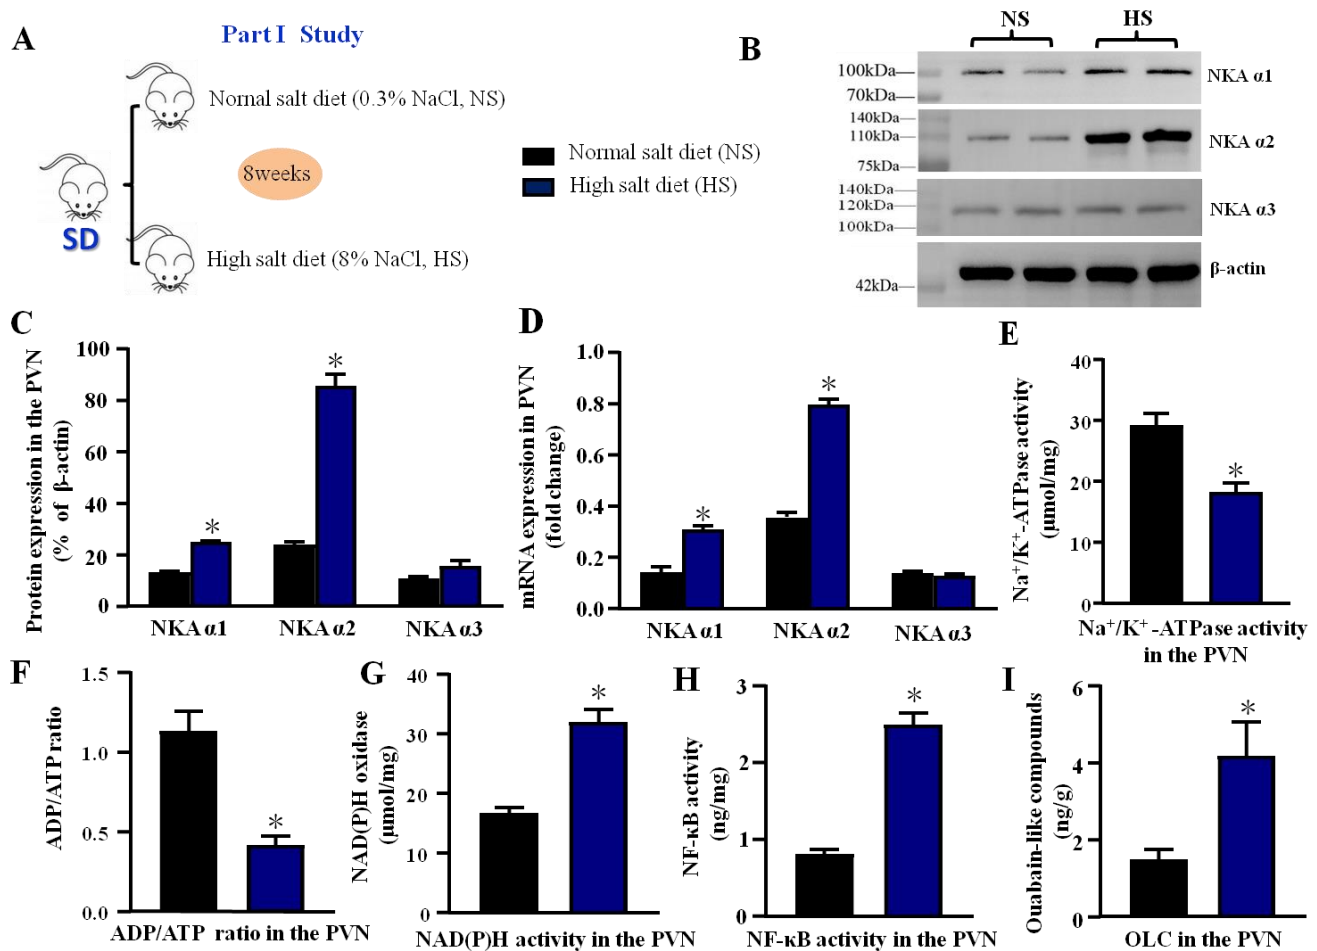 A
Part I Study
Nornal salt diet (0.3% NaCl, NS)
8weeks
SD
High salt diet (8% NaCl, HS)
Normal salt diet (NS)
High salt diet (HS)
B
NS HS
100kDa
70kDa
NKA α1
140kDa
110kDa
75kDa
NKA α2
140kDa
120kDa
100kDa
NKA α3
42kDa
β-actin
C
Protein expression in the PVN
(% of β-actin)
100
80
60
40
20
0
*
*
NKA α1 NKA α2 NKA α3
D
mRNA expression in PVN
(fold change)
1.0
0.8
0.6
0.4
0.2
0.0
*
*
NKA α1 NKA α2 NKA α3
E
Na⁺/K⁺-ATPase activity
(μmol/mg)
40
30
20
10
0
*
Na⁺/K⁺-ATPase activity
in the PVN
F
ADP/ATP ratio
1.5
1.0
0.5
0.0
*
ADP/ATP ratio in the PVN
G
NAD(P)H oxidase
(μmol/mg)
40
30
20
10
0
*
NAD(P)H activity in the PVN
H
NF-κB activity
(ng/mg)
3
2
1
0
*
NF-κB activity in the PVN
I
Ouabain-like compounds
(ng/g)
6
4
2
0
*
OLC in the PVN